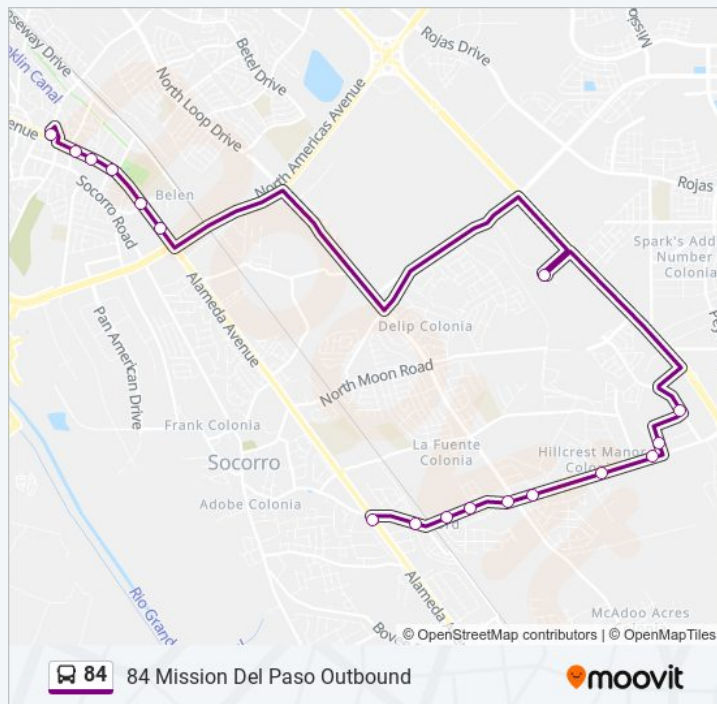 Rojas Drive
Betel Drive
North Loop Drive
North Americas Avenue
Socorro Road
Belen
Rojas
Spark's Add
Number
Colonia
Alameda Avenue
Pan American Drive
Delip Colonia
North Moon Road
Frank Colonia
La Fuente
Colonia
Hillcrest Manor
Socorro
Adobe Colonia
Alameda
McAdoo Acres
Rio Grand
© OpenStreetMap contributors | © OpenMapTiles
84
84 Mission Del Paso Outbound
moovit